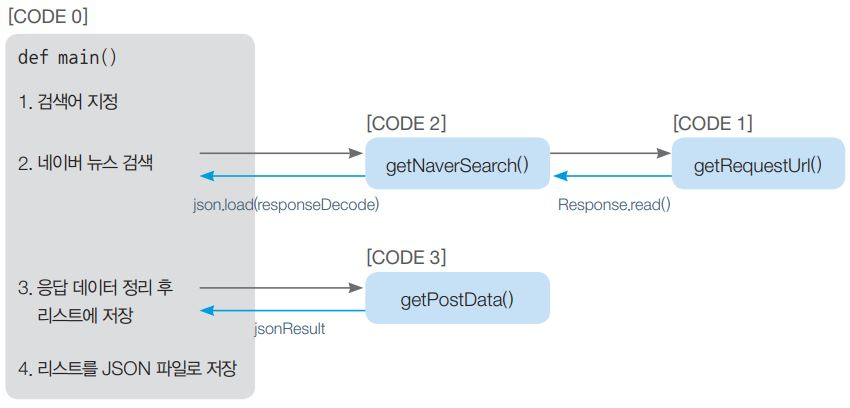 [CODE 0]
def main()
1. 검색어 지정
2. 네이버 뉴스 검색
[CODE 2]
getNaverSearch()
[CODE 1]
getRequestUrl()
json.load(responseDecode)
Response.read()
3. 응답 데이터 정리 후
리스트에 저장
[CODE 3]
getPostData()
jsonResult
4. 리스트를 JSON 파일로 저장